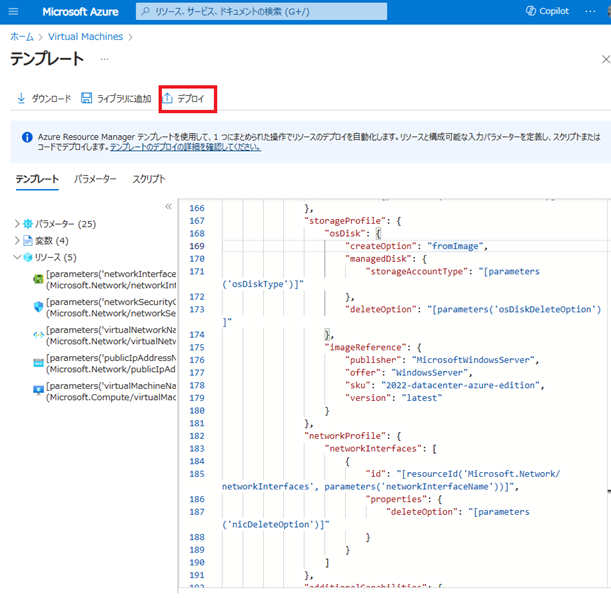 Microsoft Azure
リソース、サービス、ドキュメントの検索 (G+/)
Copilot
ホーム > Virtual Machines >
テンプレート
ダウンロード ライブラリに追加 デプロイ
Azure Resource Manager テンプレートを使用して、1 つにまとめられた操作でリソースのデプロイを自動化します。リソースと構成可能な入力パラメーターを定義し、スクリプトまたは
コードでデプロイします。テンプレートのデプロイの詳細を確認してください。
テンプレート パラメーター スクリプト
パラメーター (25)
変数 (4)
リソース (5)
[parameters('networkInterface
(Microsoft.Network/networkInt
[parameters('networkSecurityG
(Microsoft.Network/networkSe
[parameters('virtualNetworkNa
(Microsoft.Network/virtualNetw
[parameters('publicIpAddressN
(Microsoft.Network/publicIpAd
[parameters('virtualMachineNa
(Microsoft.Compute/virtualMac
166 },
167 "storageProfile": {
168 "osDisk": {
169 "createOption": "fromImage",
170 "managedDisk": {
171 "storageAccountType": "[parameters
('osDiskType')]"
172 },
173 "deleteOption": "[parameters('osDiskDeleteOption')
]"
174 },
175 "imageReference": {
176 "publisher": "MicrosoftWindowsServer",
177 "offer": "WindowsServer",
178 "sku": "2022-datacenter-azure-edition",
179 "version": "latest"
180 }
181 },
182 "networkProfile": {
183 "networkInterfaces": [
184 {
185 "id": "[resourceId('Microsoft.Network/
networkInterfaces', parameters('networkInterfaceName'))]",
186 "properties": {
187 "deleteOption": "[parameters
('nicDeleteOption')]"
188 }
189 }
190 ]
191 },
192 "additionalCapabilities": {